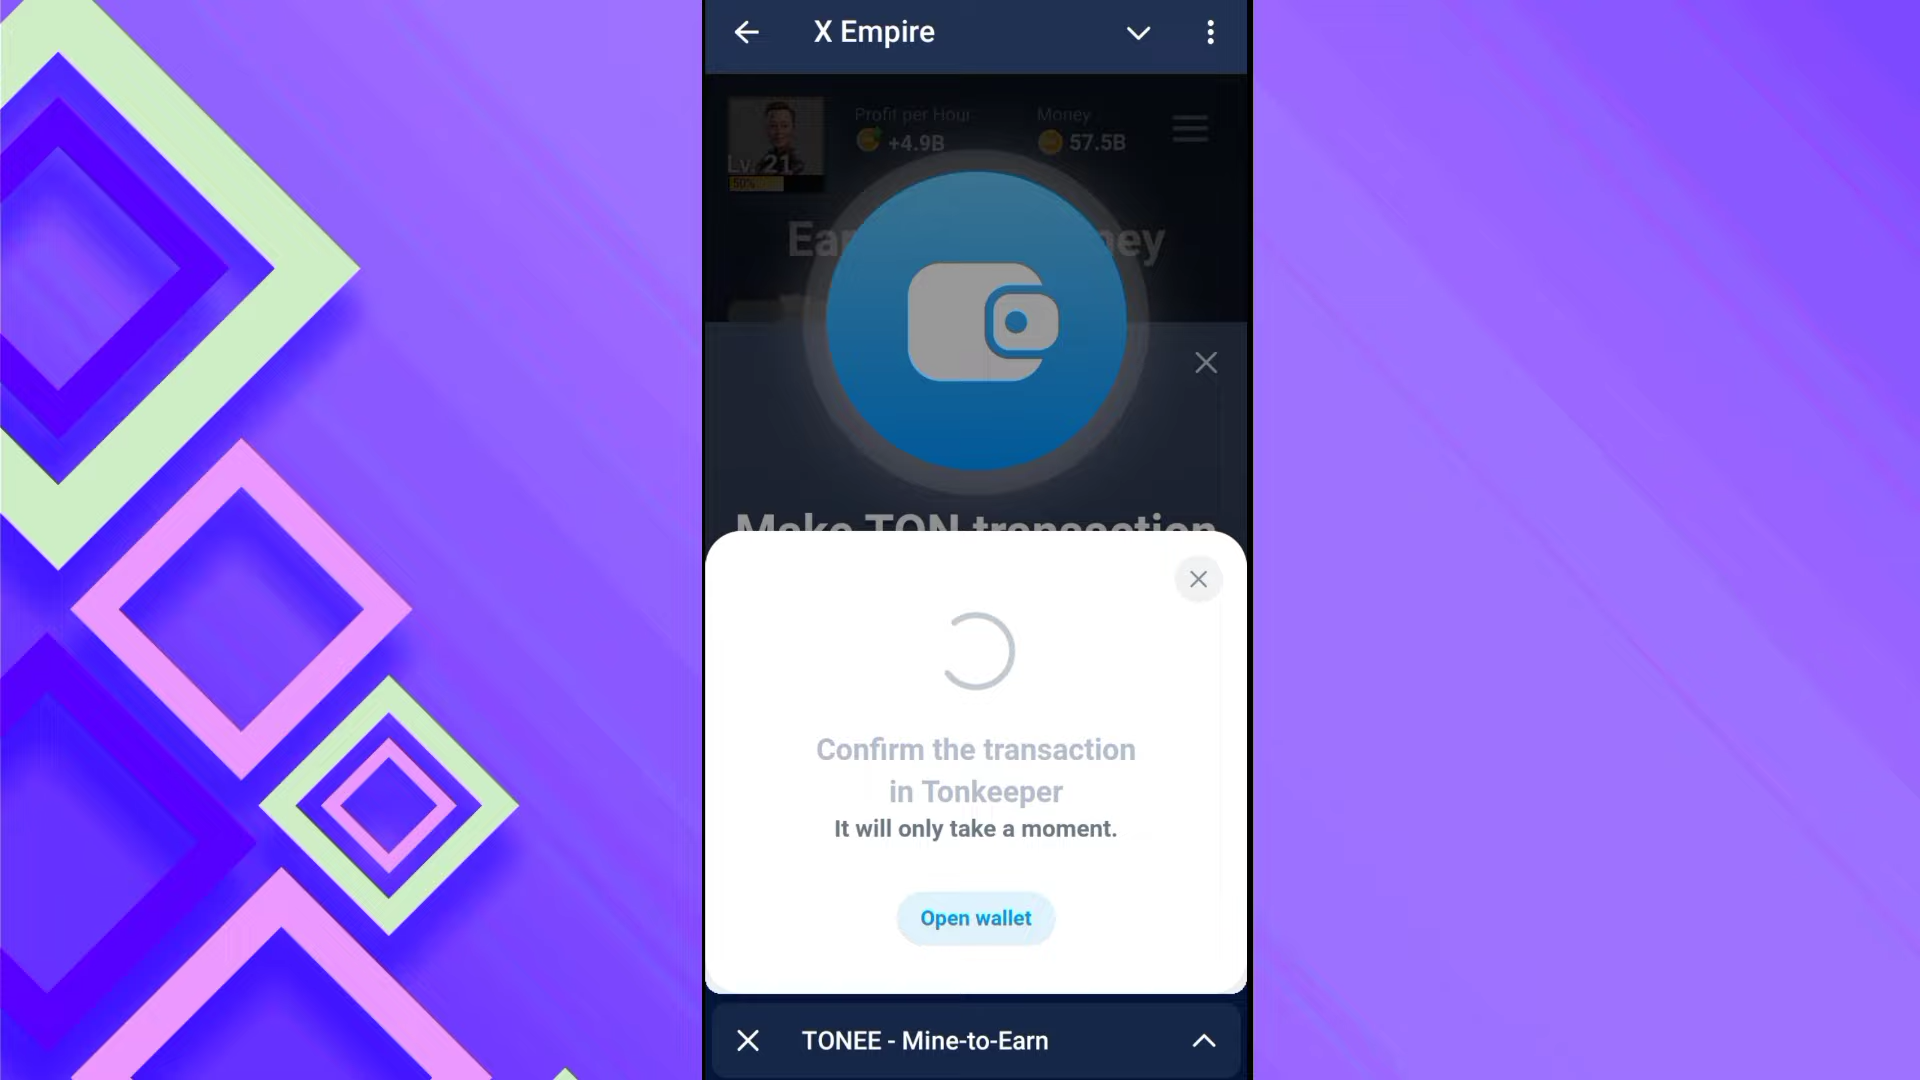 X Empire
Profit per Hour
Money
+4.9B
57.5B
Lv. 21
50%
Make TON transaction
Confirm the transaction
in Tonkeeper
It will only take a moment.
Open wallet
TONEE - Mine-to-Earn